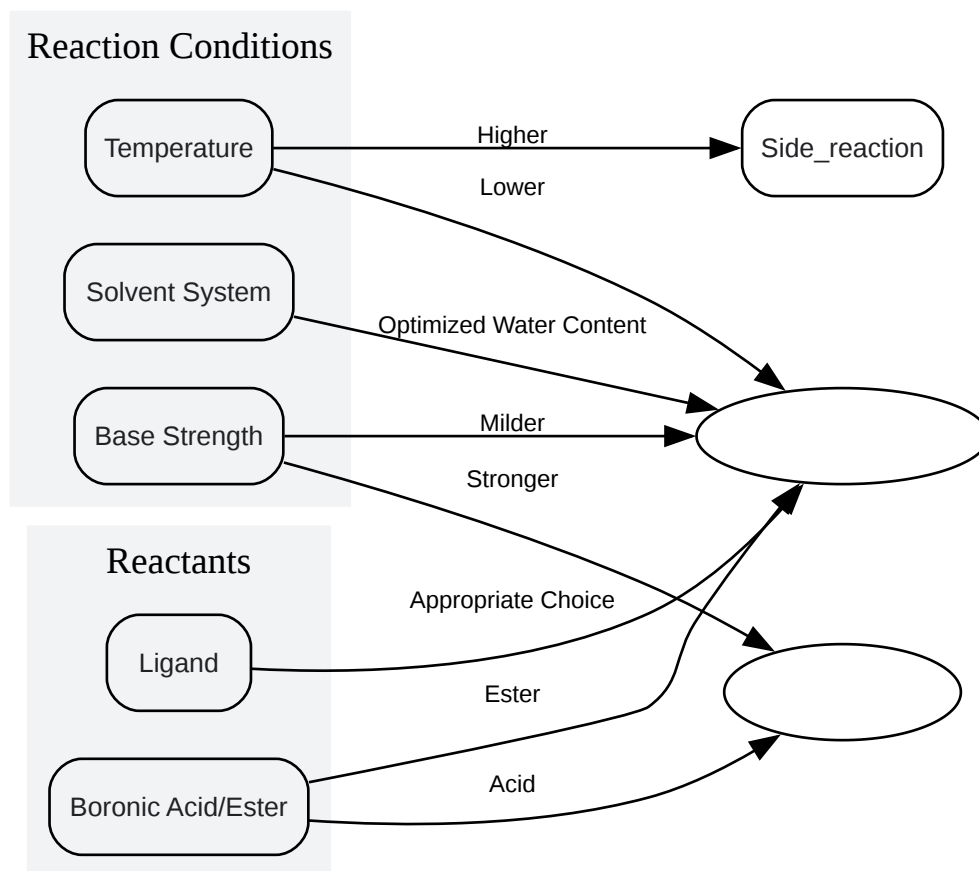 Reaction Conditions
Temperature
Higher
Side_reaction
Lower
Solvent System
Optimized Water Content
Base Strength
Milder
Stronger
Reactants
Appropriate Choice
Ligand
Ester
Acid
Boronic Acid/Ester